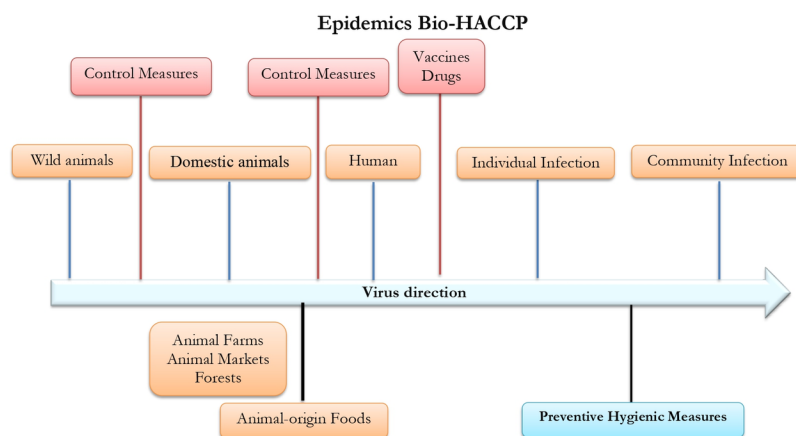 Epidemics Bio-HACCP
Control Measures
Control Measures
Vaccines
Drugs
Wild animals
Domestic animals
Human
Individual Infection
Community Infection
Virus direction
Animal Farms
Animal Markets
Forests
Animal-origin Foods
Preventive Hygienic Measures